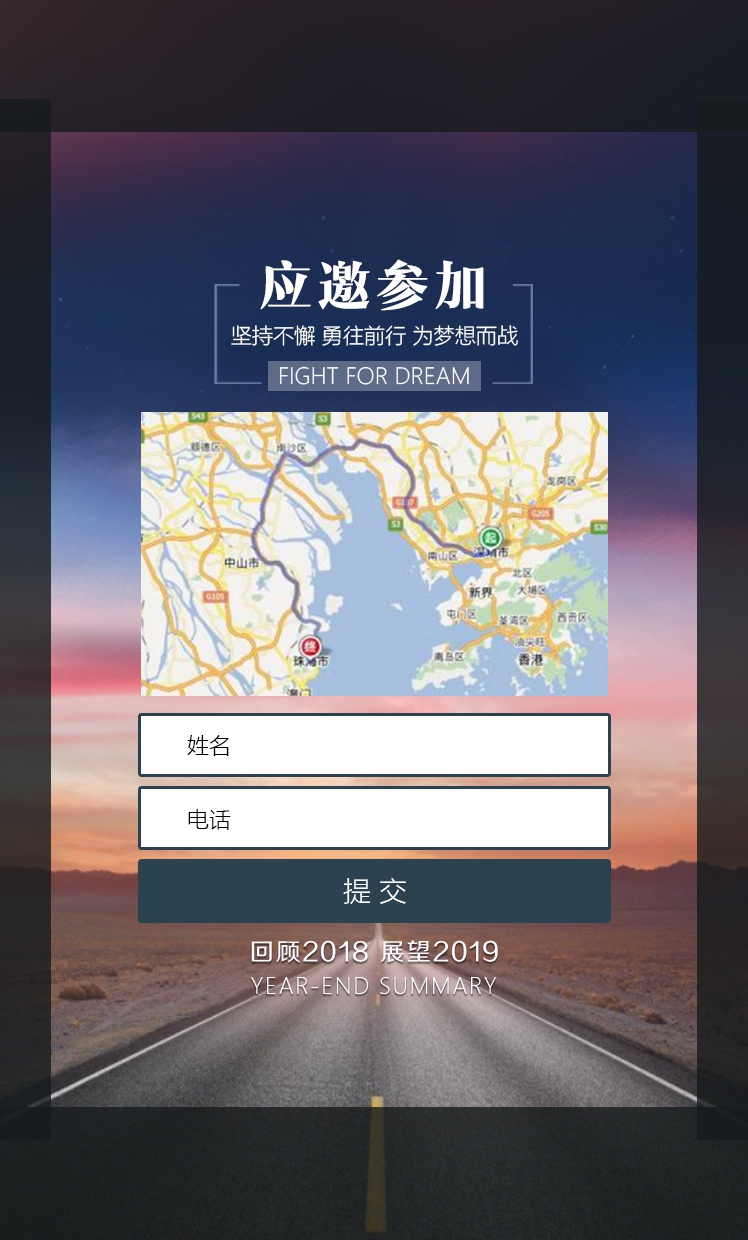 应邀参加
坚持不懈 勇往前行 为梦想而战
FIGHT FOR DREAM
S43
S3
顺德区
南沙区
龙岗区
S3
G205
S30
起
深圳市
南山区
中山市
北区
新界
大埔区
G105
屯门区
荃湾区
西贡区
油尖旺
终
珠海市
离岛区
香港
澳门
姓名
电话
提交
回顾2018 展望2019
YEAR-END SUMMARY